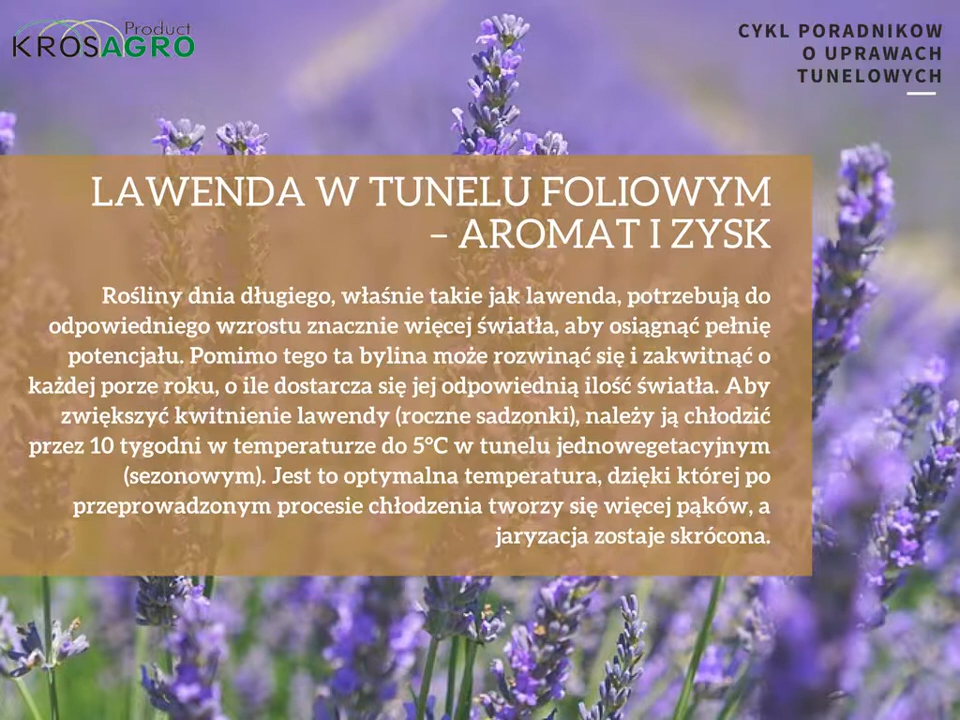 Product
KROSAGRO
CYKL PORADNIKOW
O UPRAWACH
TUNELOWYCH
LAWENDA W TUNELU FOLIOWYM
– AROMAT I ZYSK
Rośliny dnia długiego, właśnie takie jak lawenda, potrzebują do
odpowiedniego wzrostu znacznie więcej światła, aby osiągnąć pełnię
potencjału. Pomimo tego ta bylina może rozwinąć się i zakwitnąć o
każdej porze roku, o ile dostarcza się jej odpowiednią ilość światła. Aby
zwiększyć kwitnienie lawendy (roczne sadzonki), należy ją chłodzić
przez 10 tygodni w temperaturze do 5°C w tunelu jednowegetacyjnym
(sezonowym). Jest to optymalna temperatura, dzięki której po
przeprowadzonym procesie chłodzenia tworzy się więcej pąków, a
jaryzacja zostaje skrócona.